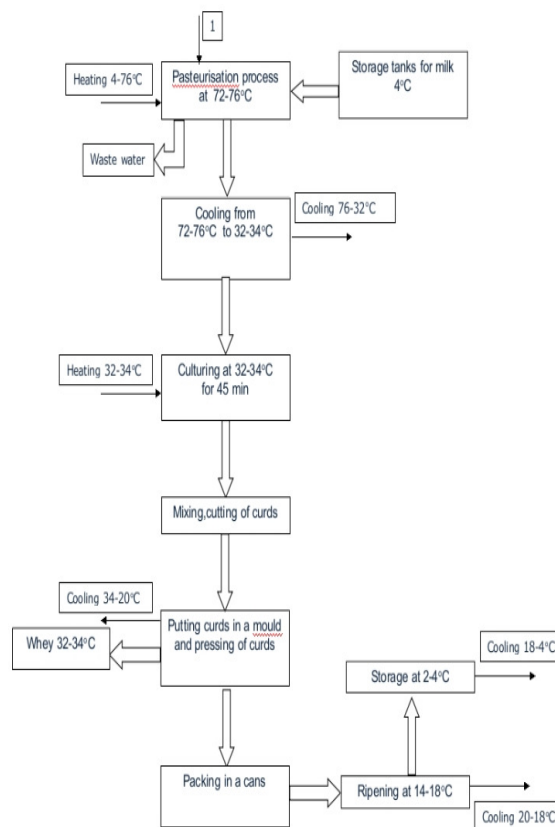 1
Heating 4-76°C
Pasteurisation process
at 72-76°C
Storage tanks for milk
4°C
Waste water
Cooling from
72-76°C to 32-34°C
Cooling 76-32°C
Heating 32-34°C
Culturing at 32-34°C
for 45 min
Mixing,cutting of curds
Cooling 34-20°C
Putting curds in a mould
and pressing of curds
Whey 32-34°C
Storage at 2-4°C
Cooling 18-4°C
Packing in a cans
Ripening at 14-18°C
Cooling 20-18°C